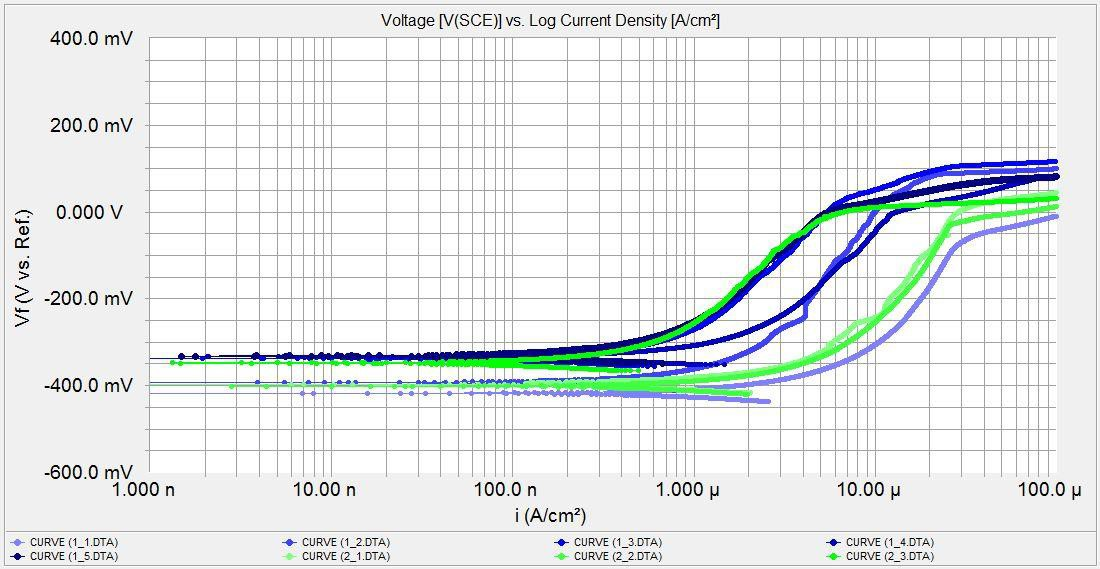 Voltage [V(SCE)] vs. Log Current Density [A/cm²]
400.0 mV
200.0 mV
0.000 V
-200.0 mV
-400.0 mV
-600.0 mV
Vf (V vs. Ref.)
1.000 n 10.00 n 100.0 n 1.000 µ 10.00 µ 100.0 µ
i (A/cm²)
CURVE (1_1.DTA) CURVE (1_2.DTA) CURVE (1_3.DTA) CURVE (1_4.DTA)
CURVE (1_5.DTA) CURVE (2_1.DTA) CURVE (2_2.DTA) CURVE (2_3.DTA)